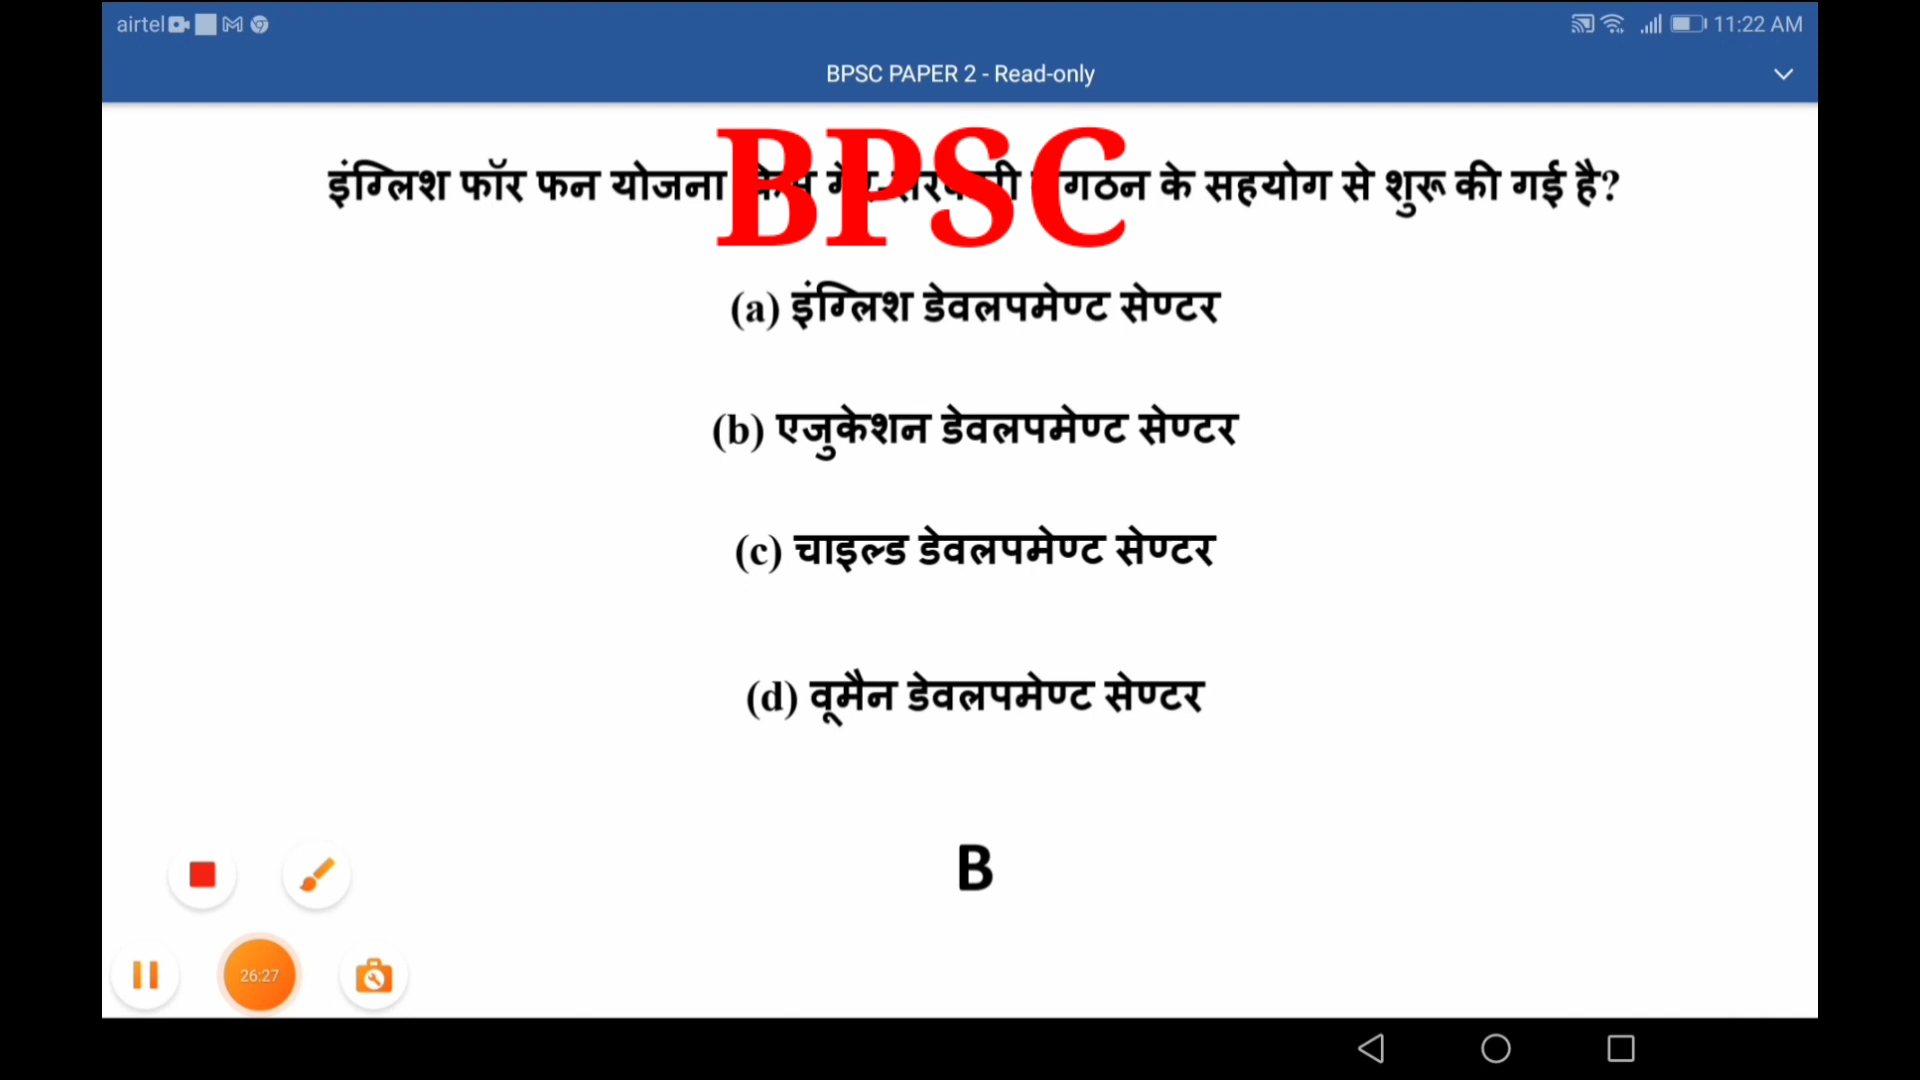 airtel 11:22 AM
BPSC PAPER 2 - Read-only
BPSC
इंग्लिश फॉर फन योजना के सहयोग से शुरू की गई है?
(a) इंग्लिश डेवलपमेण्ट सेण्टर
(b) एजुकेशन डेवलपमेण्ट सेण्टर
(c) चाइल्ड डेवलपमेण्ट सेण्टर
(d) वूमैन डेवलपमेण्ट सेण्टर
B
26:27